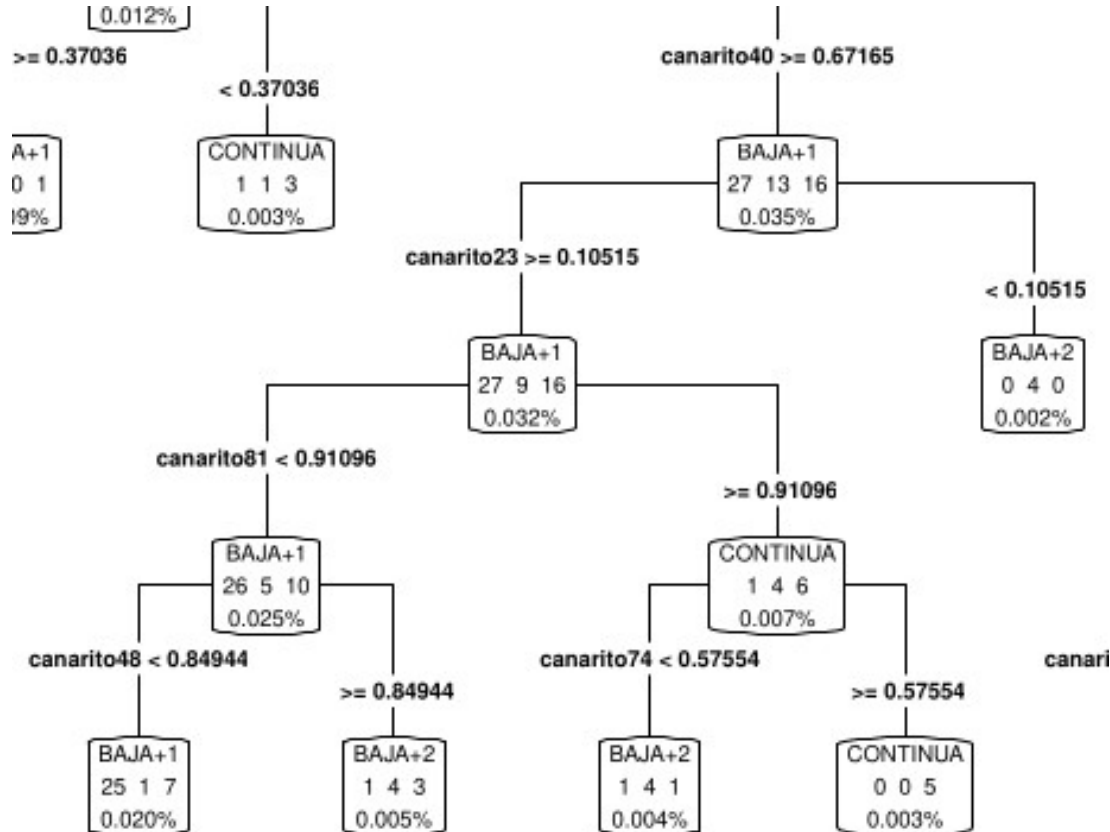 0.012%
>= 0.37036
canarito40 >= 0.67165
< 0.37036
A+1
0 1
CONTINUA
1 1 3
0.003%
BAJA+1
27 13 16
0.035%
canarito23 >= 0.10515
< 0.10515
BAJA+1
27 9 16
0.032%
BAJA+2
0 4 0
0.002%
canarito81 < 0.91096
>= 0.91096
BAJA+1
26 5 10
0.025%
CONTINUA
1 4 6
0.007%
canarito48 < 0.84944
>= 0.84944
canarito74 < 0.57554
>= 0.57554
canari
BAJA+1
25 1 7
0.020%
BAJA+2
1 4 3
0.005%
BAJA+2
1 4 1
0.004%
CONTINUA
0 0 5
0.003%